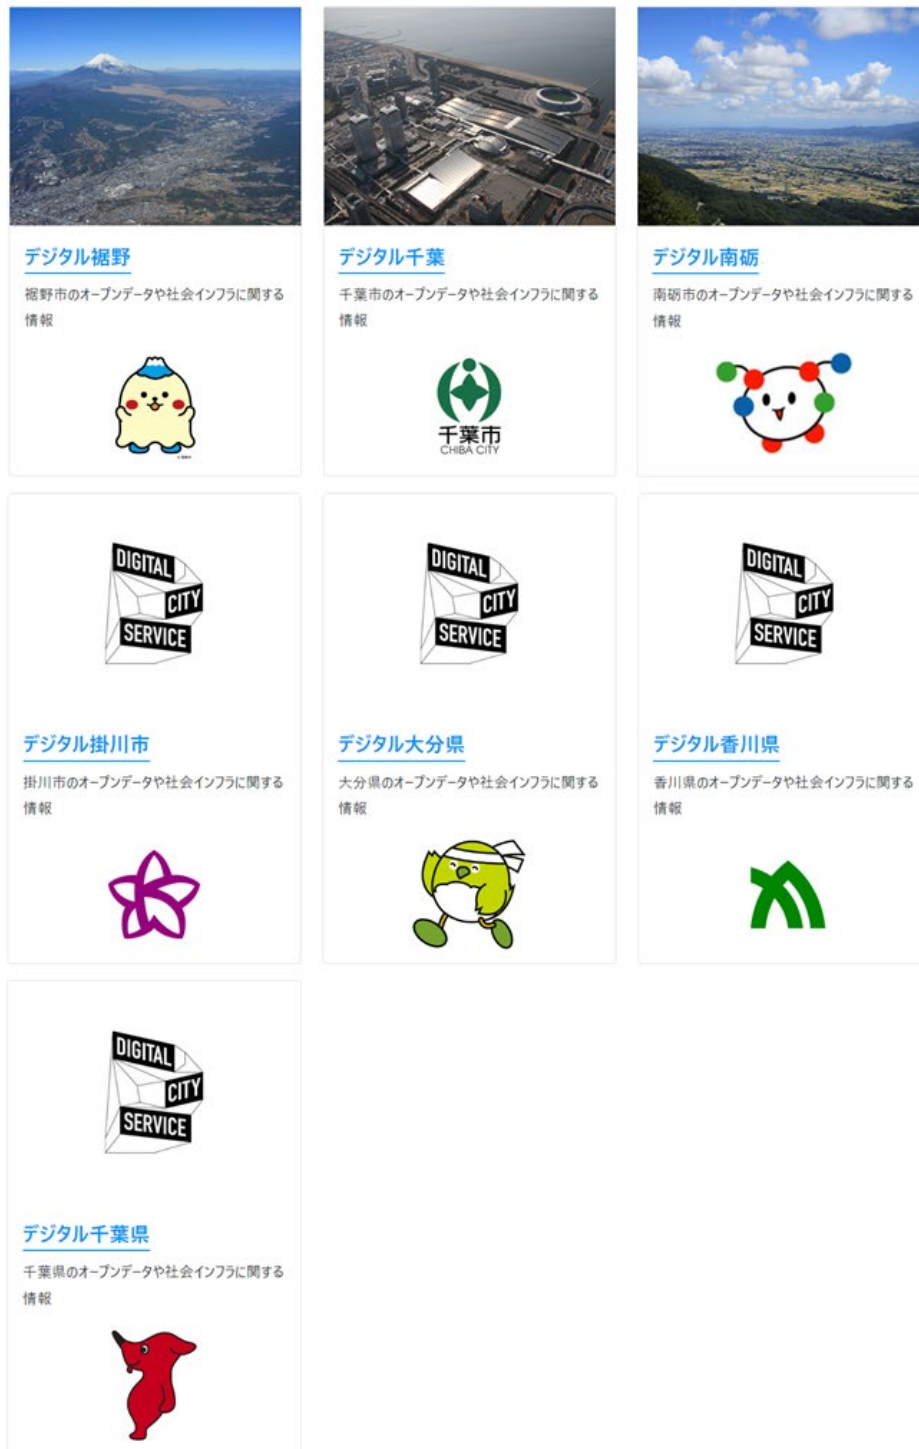 デジタル裾野
裾野市のオープンデータや社会インフラに関する
情報
デジタル千葉
千葉市のオープンデータや社会インフラに関する
情報
千葉市
CHIBA CITY
デジタル南砺
南砺市のオープンデータや社会インフラに関する
情報
DIGITAL
CITY
SERVICE
デジタル掛川市
掛川市のオープンデータや社会インフラに関する
情報
DIGITAL
CITY
SERVICE
デジタル大分県
大分県のオープンデータや社会インフラに関する
情報
DIGITAL
CITY
SERVICE
デジタル香川県
香川県のオープンデータや社会インフラに関する
情報
DIGITAL
CITY
SERVICE
デジタル千葉県
千葉県のオープンデータや社会インフラに関する
情報